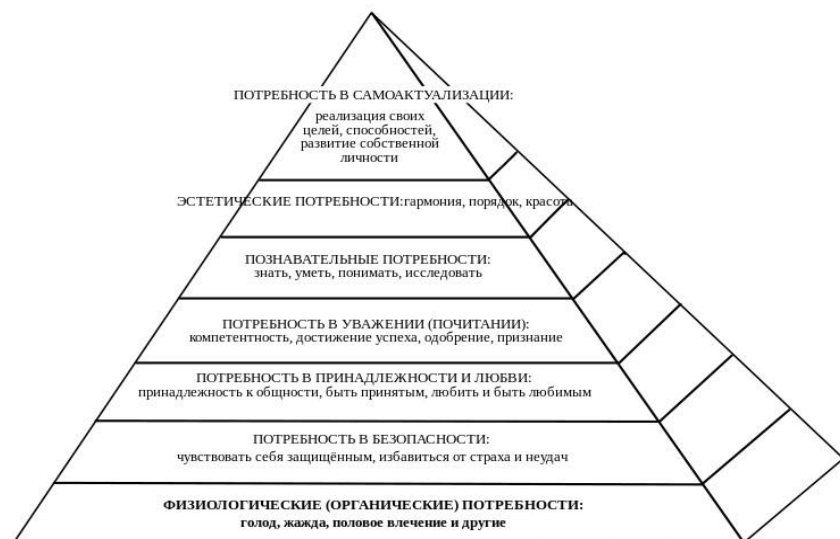 ПОТРЕБНОСТЬ В САМОАКТУАЛИЗАЦИИ:
реализация своих
целей, способностей,
развитие собственной
личности
ЭСТЕТИЧЕСКИЕ ПОТРЕБНОСТИ:гармония, порядок, красота
ПОЗНАВАТЕЛЬНЫЕ ПОТРЕБНОСТИ:
знать, уметь, понимать, исследовать
ПОТРЕБНОСТЬ В УВАЖЕНИИ (ПОЧИТАНИИ):
компетентность, достижение успеха, одобрение, признание
ПОТРЕБНОСТЬ В ПРИНАДЛЕЖНОСТИ И ЛЮБВИ:
принадлежность к общности, быть принятым, любить и быть любимым
ПОТРЕБНОСТЬ В БЕЗОПАСНОСТИ:
чувствовать себя защищённым, избавиться от страха и неудач
ФИЗИОЛОГИЧЕСКИЕ (ОРГАНИЧЕСКИЕ) ПОТРЕБНОСТИ:
голод, жажда, половое влечение и другие